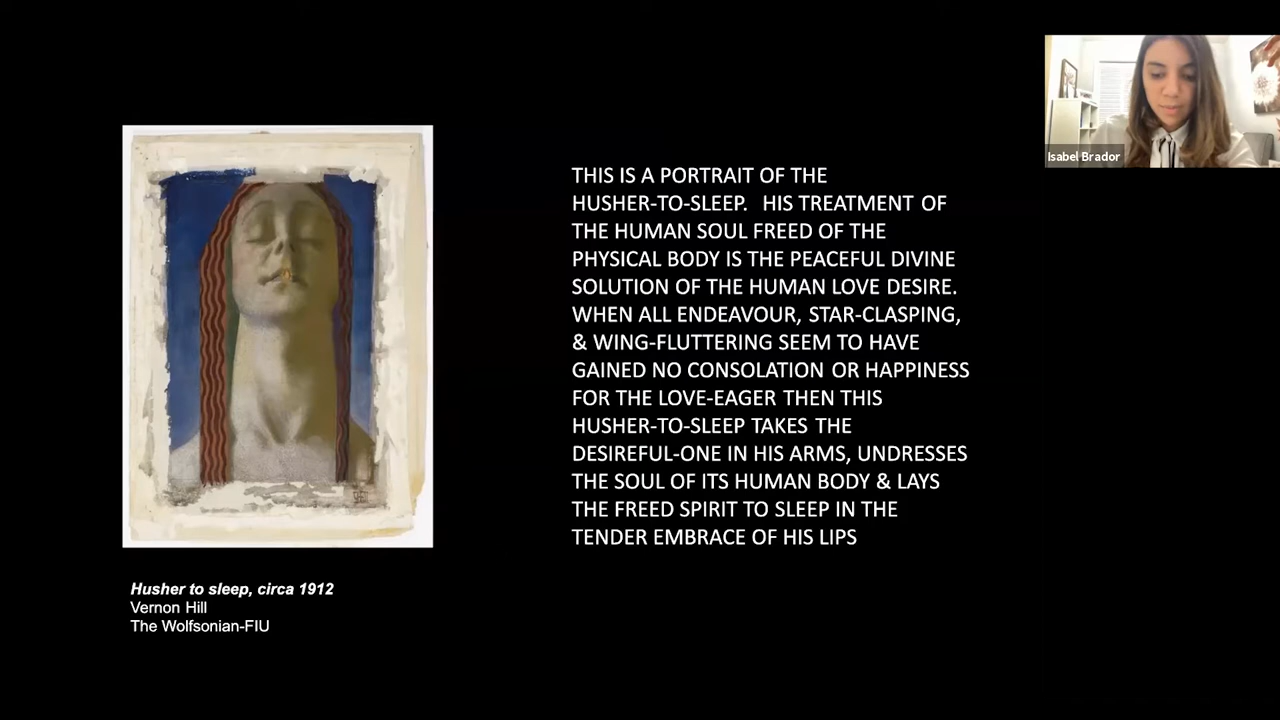 THIS IS A PORTRAIT OF THE
HUSHER-TO-SLEEP. HIS TREATMENT OF
THE HUMAN SOUL FREED OF THE
PHYSICAL BODY IS THE PEACEFUL DIVINE
SOLUTION OF THE HUMAN LOVE DESIRE.
WHEN ALL ENDEAVOUR, STAR-CLASPING,
& WING-FLUTTERING SEEM TO HAVE
GAINED NO CONSOLATION OR HAPPINESS
FOR THE LOVE-EAGER THEN THIS
HUSHER-TO-SLEEP TAKES THE
DESIREFUL-ONE IN HIS ARMS, UNDRESSES
THE SOUL OF ITS HUMAN BODY & LAYS
THE FREED SPIRIT TO SLEEP IN THE
TENDER EMBRACE OF HIS LIPS
Husher to sleep, circa 1912
Vernon Hill
The Wolfsonian-FIU
Isabel Brador